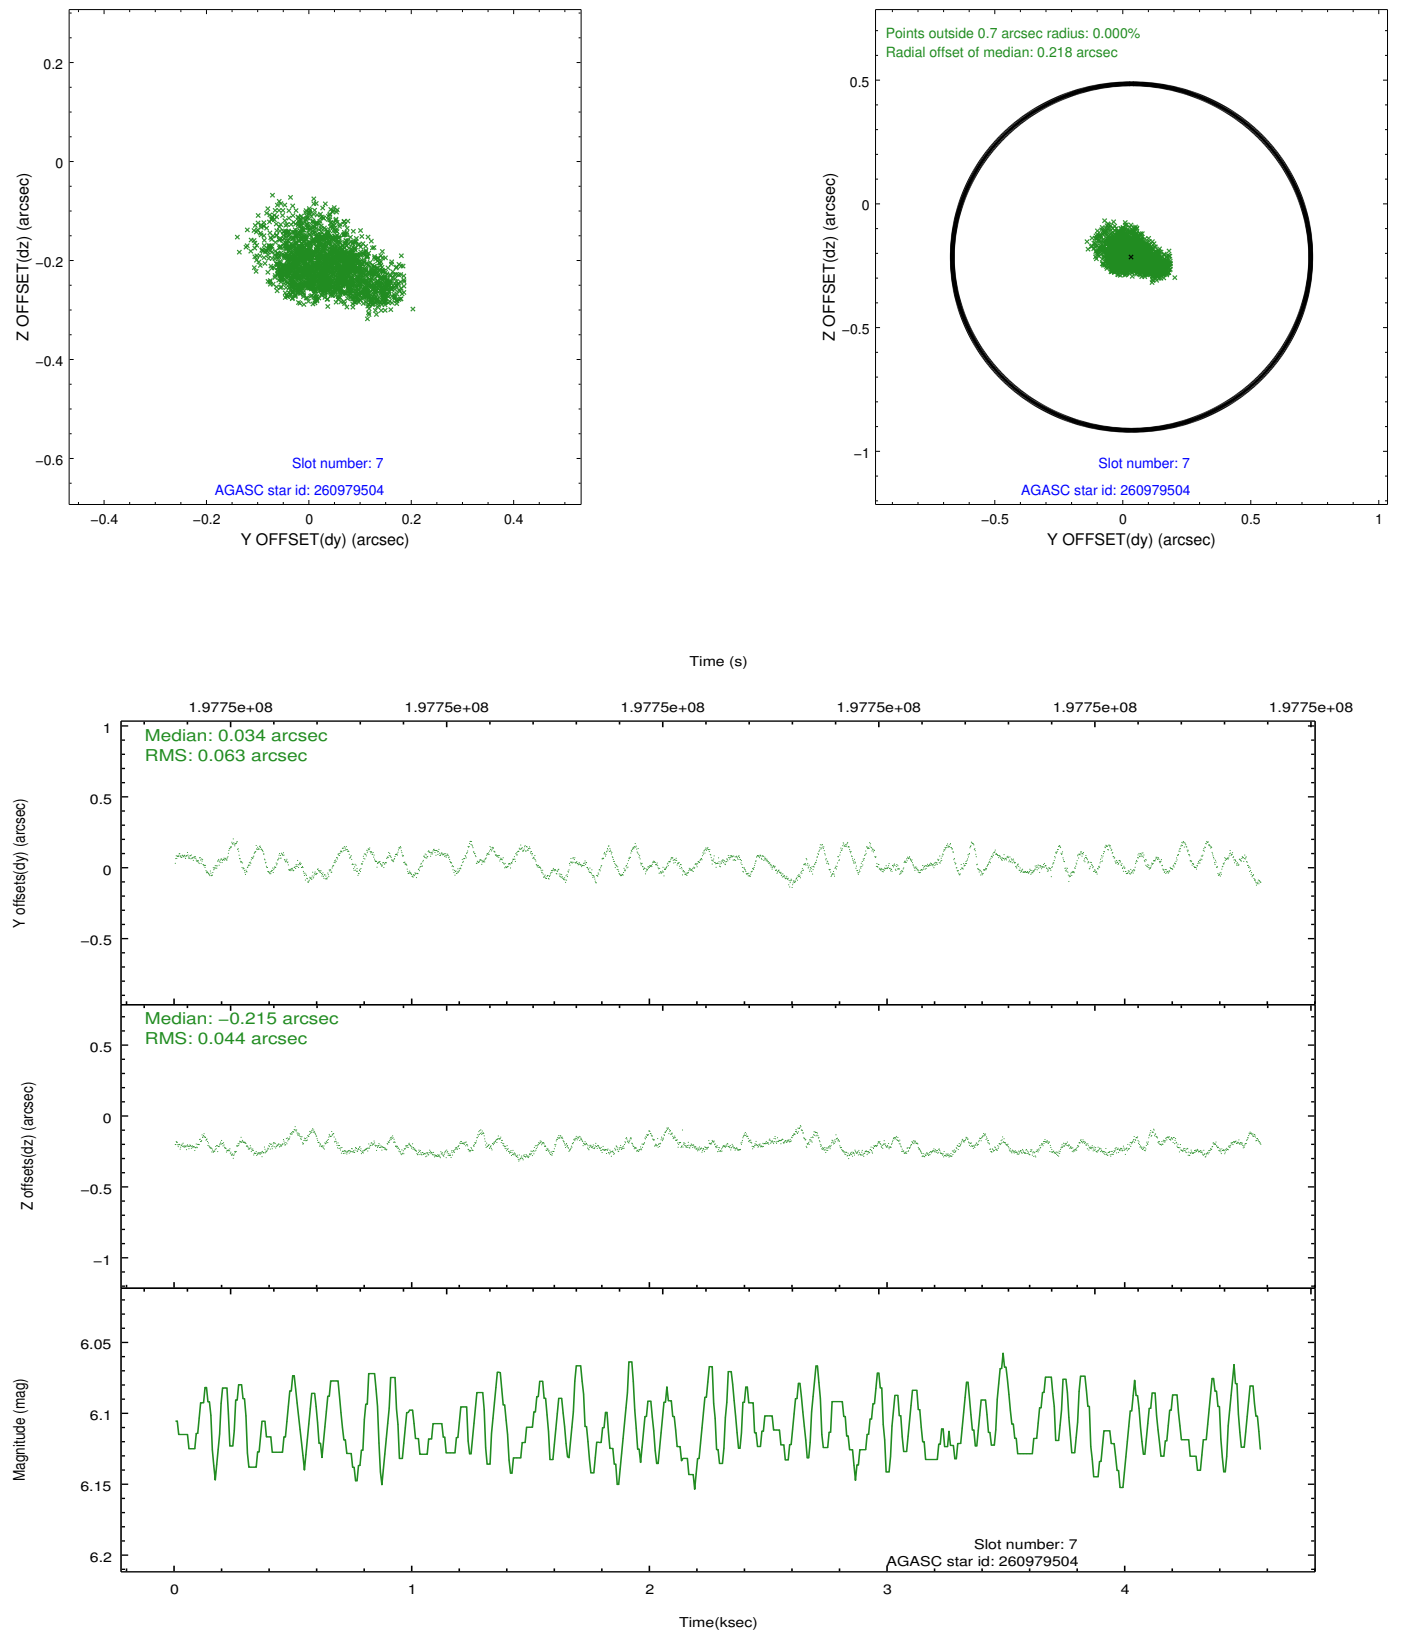 0.2
0
−0.2
−0.4
−0.6
Z OFFSET(dz) (arcsec)
Slot number: 7
AGASC star id: 260979504
−0.4
−0.2
0
0.2
0.4
Y OFFSET(dy) (arcsec)
Points outside 0.7 arcsec radius: 0.000%
Radial offset of median: 0.218 arcsec
0.5
0
−0.5
−1
Z OFFSET(dz) (arcsec)
Slot number: 7
AGASC star id: 260979504
−0.5
0
0.5
1
Y OFFSET(dy) (arcsec)
Time (s)
1.9775e+08
1.9775e+08
1.9775e+08
1.9775e+08
1.9775e+08
1.9775e+08
Median: 0.034 arcsec
RMS: 0.063 arcsec
1
0.5
0
−0.5
Y offsets(dy) (arcsec)
Median: −0.215 arcsec
RMS: 0.044 arcsec
0.5
0
−0.5
−1
Z offsets(dz) (arcsec)
6.05
6.1
6.15
6.2
Magnitude (mag)
Slot number: 7
AGASC star id: 260979504
0
1
2
3
4
Time(ksec)